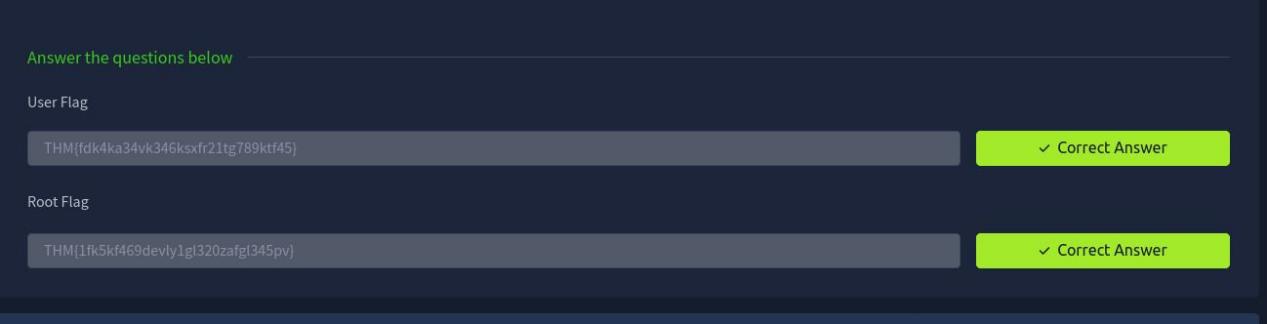 Answer the questions below
User Flag
THM{fdk4ka34vk346ksxfr21tg789ktf45}
✓ Correct Answer
Root Flag
THM{1fk5kf469devly1gl320zafgl345pv}
✓ Correct Answer